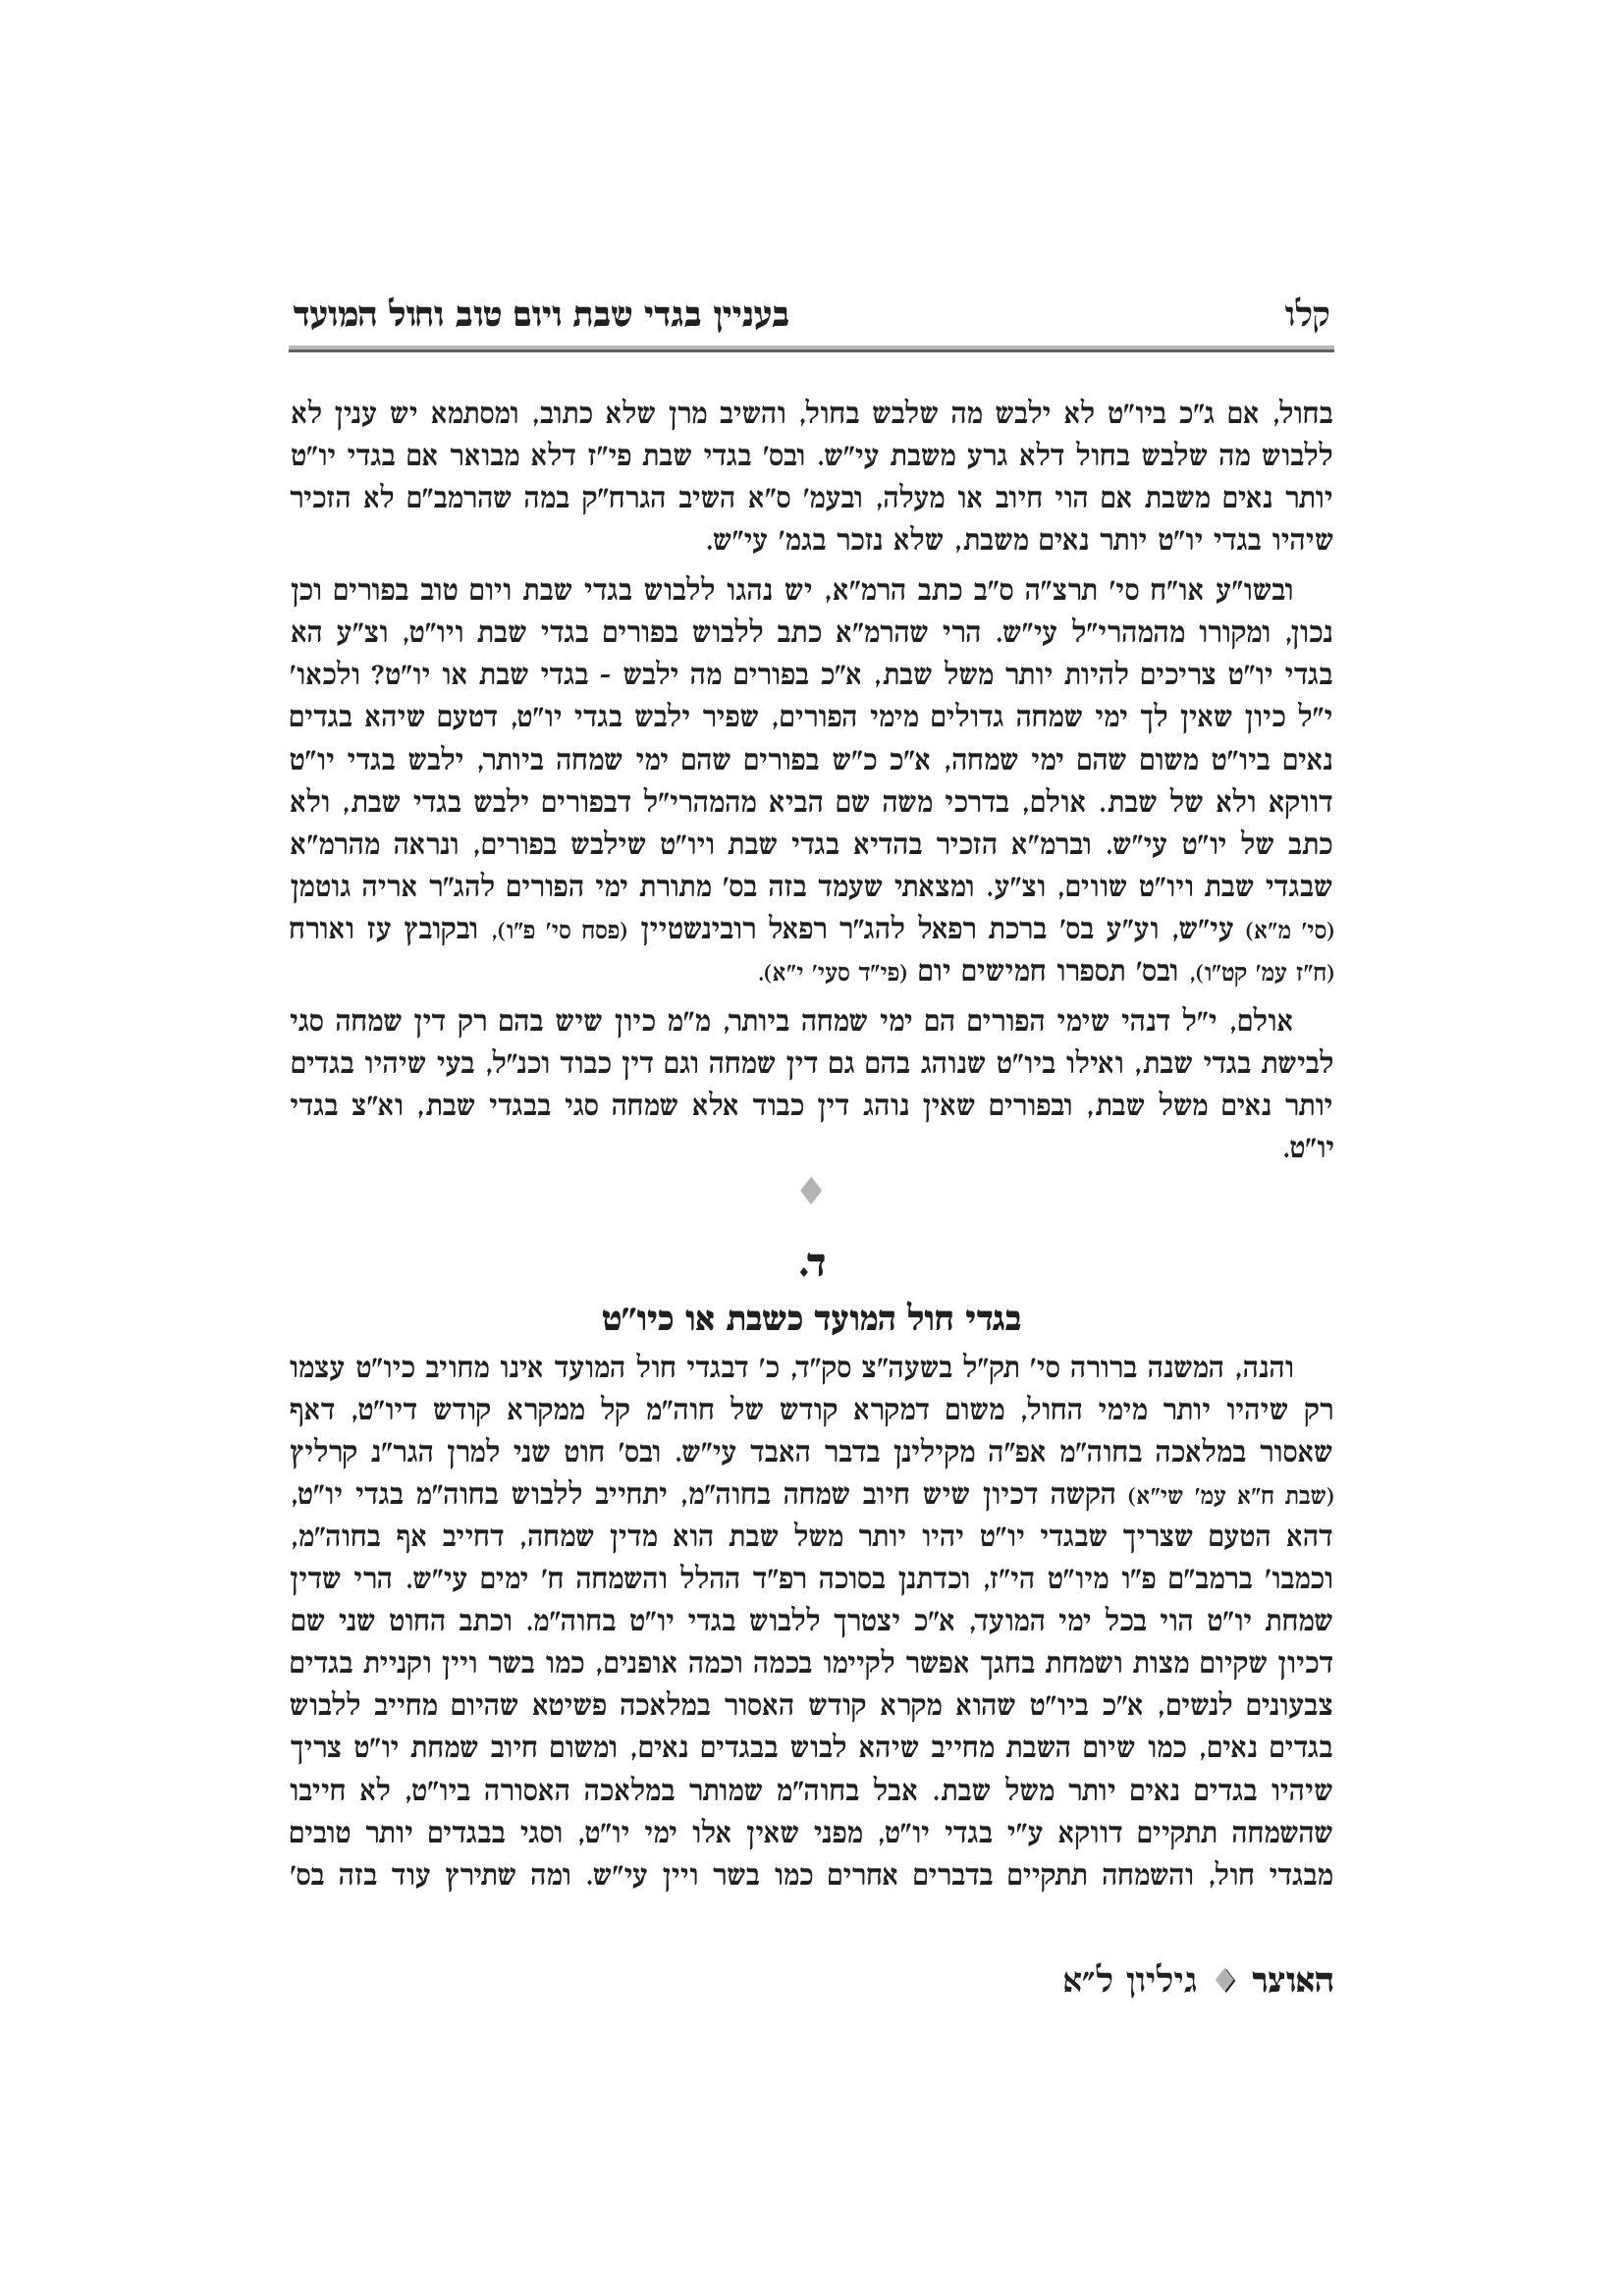 קלו
בעניין בגדי שבת ויום טוב וחול המועד
בחול, אם ג"כ ביו"ט לא ילבש מה שלבש בחול, והשיב מרן שלא כתוב, ומסתמא יש ענין לא
ללבוש מה שלבש בחול דלא גרע משבת עי"ש. ובס' בגדי שבת פי"ז דלא מבואר אם בגדי יו"ט
יותר נאים משבת אם הוי חיוב או מעלה, ובעמ' ס"א השיב הגרח"ק במה שהרמב"ם לא הזכיר
שיהיו בגדי יו"ט יותר נאים משבת, שלא נזכר בגמ' עי"ש.
ובשו"ע או"ח סי' תרצ"ה ס"ב כתב הרמ"א, יש נהגו ללבוש בגדי שבת ויום טוב בפורים וכן
נכון, ומקורו מהמהרי"ל עי"ש. הרי שהרמ"א כתב ללבוש בפורים בגדי שבת ויו"ט, וצ"ע הא
בגדי יו"ט צריכים להיות יותר משל שבת, א"כ בפורים מה ילבש - בגדי שבת או יו"ט? ולכאו'
י"ל כיון שאין לך ימי שמחה גדולים מימי הפורים, שפיר ילבש בגדי יו"ט, דטעם שיהא בגדים
נאים ביו"ט משום שהם ימי שמחה, א"כ כ"ש בפורים שהם ימי שמחה ביותר, ילבש בגדי יו"ט
דווקא ולא של שבת. אולם, בדרכי משה שם הביא מהמהרי"ל דבפורים ילבש בגדי שבת, ולא
כתב של יו"ט עי"ש. וברמ"א הזכיר בהדיא בגדי שבת ויו"ט שילבש בפורים, ונראה מהרמ"א
שבגדי שבת ויו"ט שווים, וצ"ע. ומצאתי שעמד בזה בס' מתורת ימי הפורים להג"ר אריה גוטמן
(סי' מ"א) עי"ש, וע"ע בס' ברכת רפאל להג"ר רפאל רובינשטיין (פסח סי' פ"ו), ובקובץ עז ואורח
(ח"ז עמ' קט"ו), ובס' תספרו חמישים יום (פי"ד סעי' י"א).
אולם, י"ל דנהי שימי הפורים הם ימי שמחה ביותר, מ"מ כיון שיש בהם רק דין שמחה סגי
לבישת בגדי שבת, ואילו ביו"ט שנוהג בהם גם דין שמחה וגם דין כבוד וכנ"ל, בעי שיהיו בגדים
יותר נאים משל שבת, ובפורים שאין נוהג דין כבוד אלא שמחה סגי בבגדי שבת, וא"צ בגדי
יו"ט.
ד.
בגדי חול המועד כשבת או כיו"ט
והנה, המשנה ברורה סי' תק"ל בשעה"צ סק"ד, כ' דבגדי חול המועד אינו מחויב כיו"ט עצמו
רק שיהיו יותר מימי החול, משום דמקרא קודש של חוה"מ קל ממקרא קודש דיו"ט, דאף
שאסור במלאכה בחוה"מ אפ"ה מקילינן בדבר האבד עי"ש. ובס' חוט שני למרן הגר"נ קרליץ
(שבת ח"א עמ' שי"א) הקשה דכיון שיש חיוב שמחה בחוה"מ, יתחייב ללבוש בחוה"מ בגדי יו"ט,
דהא הטעם שצריך שבגדי יו"ט יהיו יותר משל שבת הוא מדין שמחה, דחייב אף בחוה"מ,
וכמבו' ברמב"ם פ"ו מיו"ט הי"ז, וכדתנן בסוכה רפ"ד ההלל והשמחה ח' ימים עי"ש. הרי שדין
שמחת יו"ט הוי בכל ימי המועד, א"כ יצטרך ללבוש בגדי יו"ט בחוה"מ. וכתב החוט שני שם
דכיון שקיום מצות ושמחת בחגך אפשר לקיימו בכמה וכמה אופנים, כמו בשר ויין וקניית בגדים
צבעונים לנשים, א"כ ביו"ט שהוא מקרא קודש האסור במלאכה פשיטא שהיום מחייב ללבוש
בגדים נאים, כמו שיום השבת מחייב שיהא לבוש בבגדים נאים, ומשום חיוב שמחת יו"ט צריך
שיהיו בגדים נאים יותר משל שבת. אבל בחוה"מ שמותר במלאכה האסורה ביו"ט, לא חייבו
שהשמחה תתקיים דווקא ע"י בגדי יו"ט, מפני שאין אלו ימי יו"ט, וסגי בבגדים יותר טובים
מבגדי חול, והשמחה תתקיים בדברים אחרים כמו בשר ויין עי"ש. ומה שתירץ עוד בזה בס'
האוצר גיליון ל"א